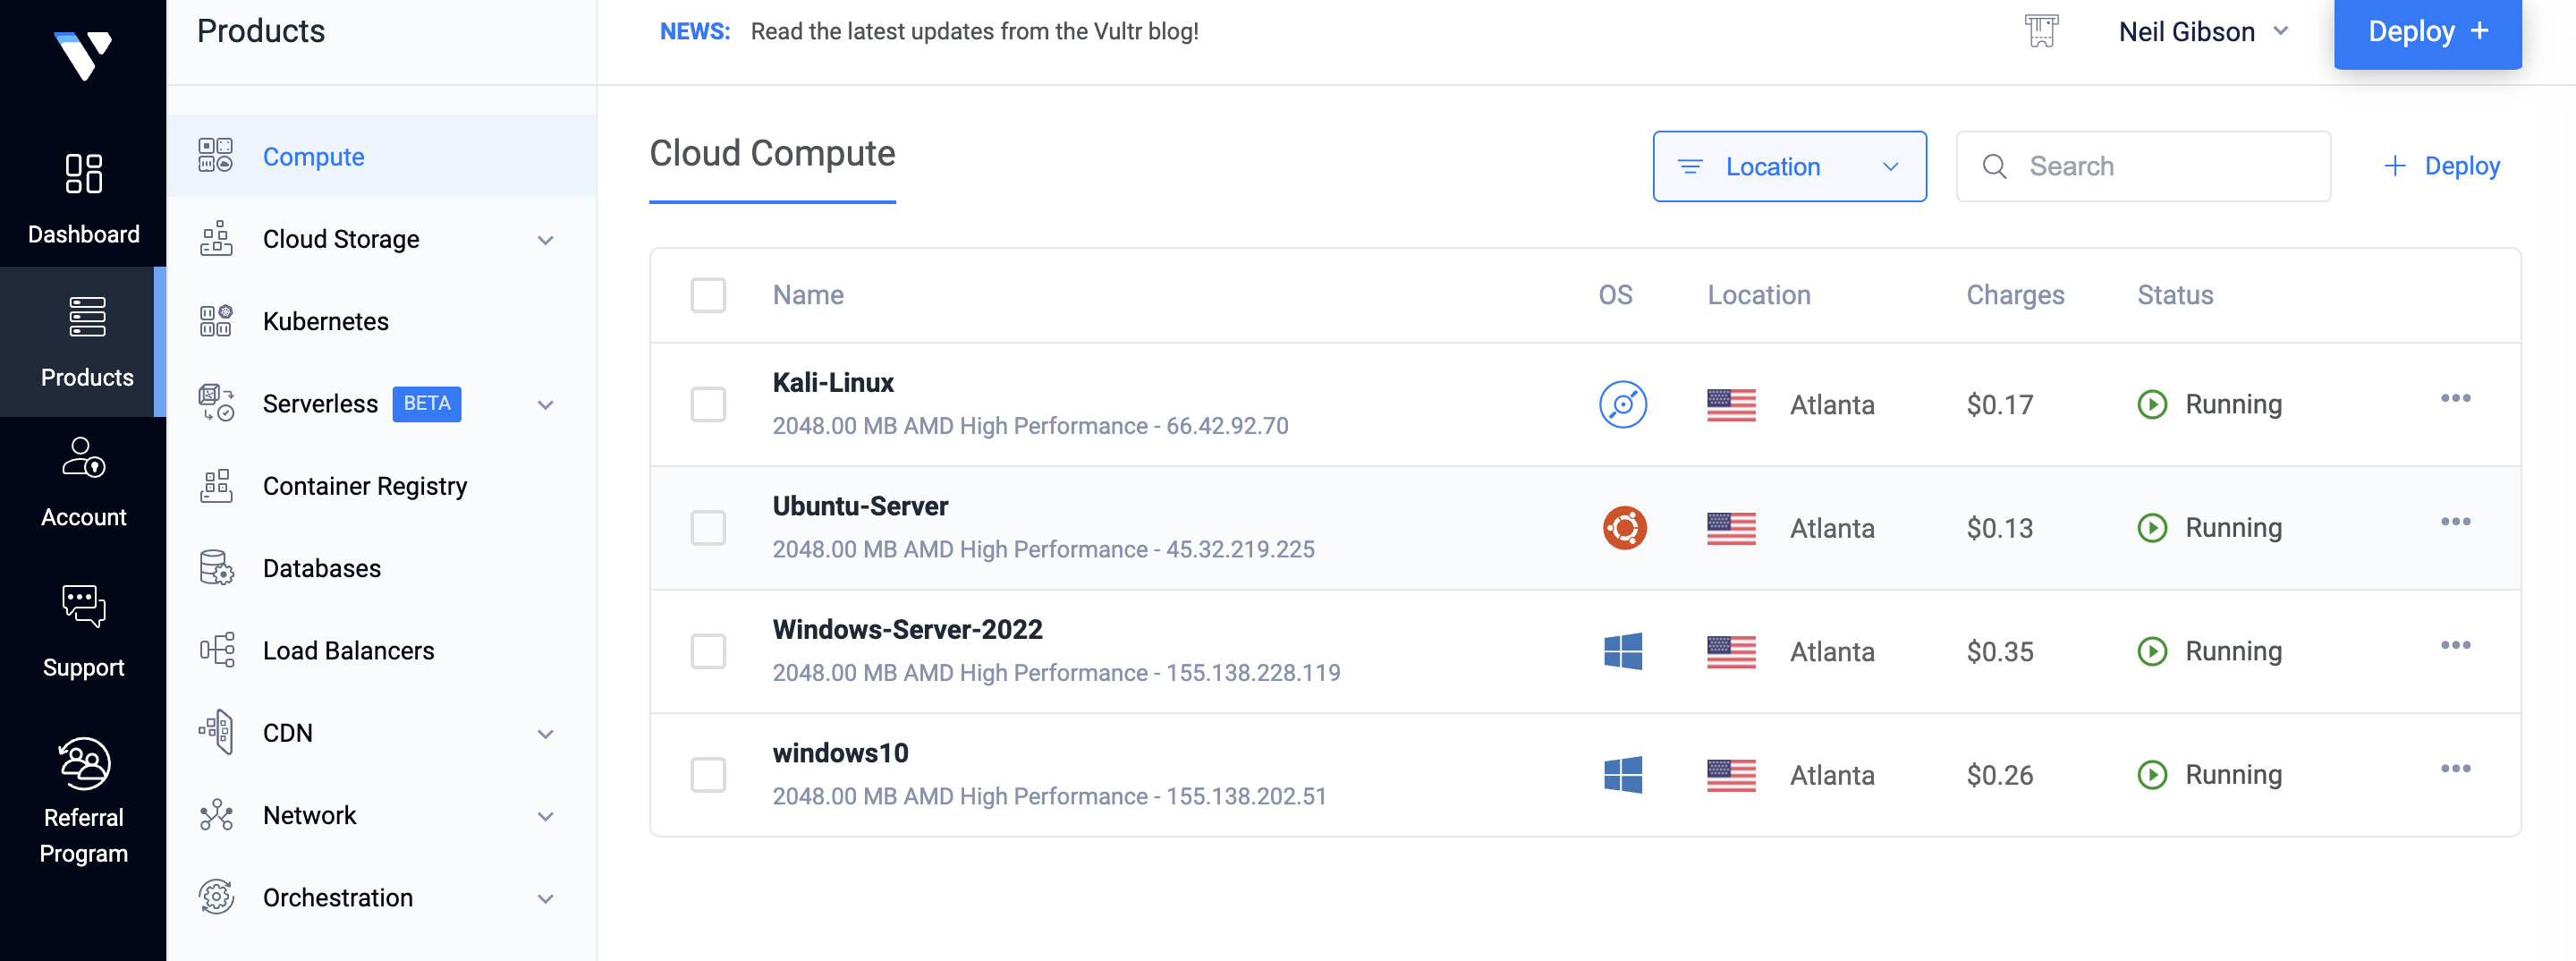 Products
NEWS: Read the latest updates from the Vultr blog!
Neil Gibson
Deploy +
Dashboard
Products
Account
Support
Referral
Program
Compute
Cloud Storage
Kubernetes
Serverless BETA
Container Registry
Databases
Load Balancers
CDN
Network
Orchestration
Cloud Compute
Location
Search
+ Deploy
Name OS Location Charges Status
Kali-Linux
2048.00 MB AMD High Performance - 66.42.92.70
Atlanta $0.17 Running
Ubuntu-Server
2048.00 MB AMD High Performance - 45.32.219.225
Atlanta $0.13 Running
Windows-Server-2022
2048.00 MB AMD High Performance - 155.138.228.119
Atlanta $0.35 Running
windows10
2048.00 MB AMD High Performance - 155.138.202.51
Atlanta $0.26 Running